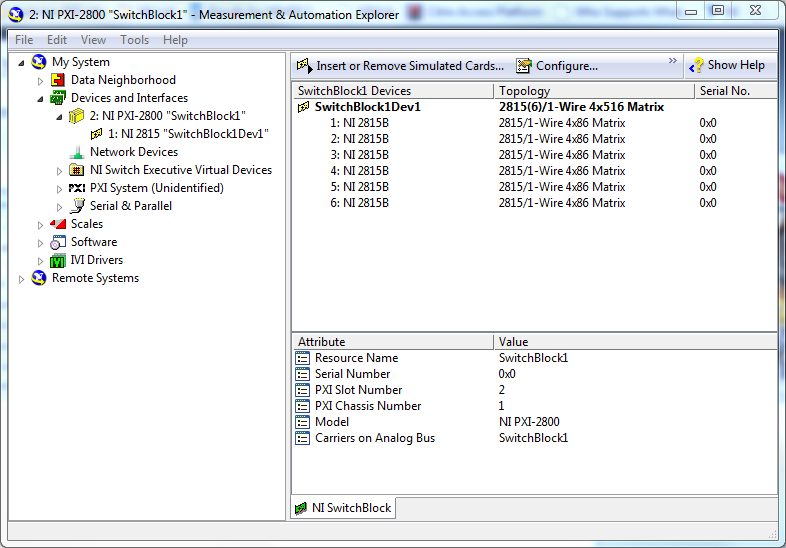 2: NI PXI-2800 "SwitchBlock1" - Measurement & Automation Explorer
File Edit View Tools Help
My System
Data Neighborhood
Devices and Interfaces
2: NI PXI-2800 "SwitchBlock1"
1: NI 2815 "SwitchBlock1Dev1"
Network Devices
NI Switch Executive Virtual Devices
PXI PXI System (Unidentified)
Serial & Parallel
Scales
Software
IVI Drivers
Remote Systems
Insert or Remove Simulated Cards... Configure... » Show Help
SwitchBlock1 Devices Topology Serial No.
SwitchBlock1Dev1 2815(6)/1-Wire 4x516 Matrix
1: NI 2815B 2815/1-Wire 4x86 Matrix 0x0
2: NI 2815B 2815/1-Wire 4x86 Matrix 0x0
3: NI 2815B 2815/1-Wire 4x86 Matrix 0x0
4: NI 2815B 2815/1-Wire 4x86 Matrix 0x0
5: NI 2815B 2815/1-Wire 4x86 Matrix 0x0
6: NI 2815B 2815/1-Wire 4x86 Matrix 0x0
Attribute Value
Resource Name SwitchBlock1
Serial Number 0x0
PXI Slot Number 2
PXI Chassis Number 1
Model NI PXI-2800
Carriers on Analog Bus SwitchBlock1
NI SwitchBlock